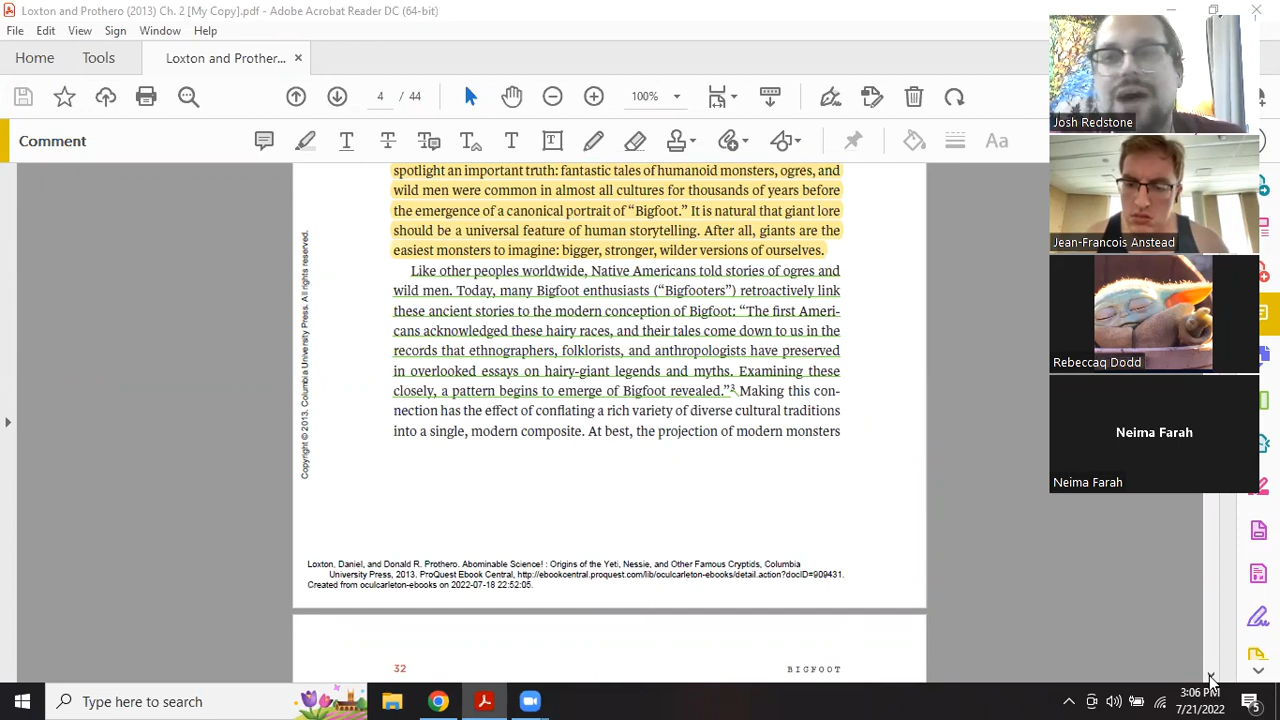 Loxton and Prothero (2013) Ch. 2 [My Copy].pdf - Adobe Acrobat Reader DC (64-bit)
File Edit View Sign Window Help
Home Tools Loxton and Prother... ×
4 / 44 100%
Comment
Aa
spotlight an important truth: fantastic tales of humanoid monsters, ogres, and
wild men were common in almost all cultures for thousands of years before
the emergence of a canonical portrait of “Bigfoot.” It is natural that giant lore
should be a universal feature of human storytelling. After all, giants are the
easiest monsters to imagine: bigger, stronger, wilder versions of ourselves.
Like other peoples worldwide, Native Americans told stories of ogres and
wild men. Today, many Bigfoot enthusiasts (“Bigfooters”) retroactively link
these ancient stories to the modern conception of Bigfoot: “The first Ameri-
cans acknowledged these hairy races, and their tales come down to us in the
records that ethnographers, folklorists, and anthropologists have preserved
in overlooked essays on hairy-giant legends and myths. Examining these
closely, a pattern begins to emerge of Bigfoot revealed.”² Making this con-
nection has the effect of conflating a rich variety of diverse cultural traditions
into a single, modern composite. At best, the projection of modern monsters
Copyright © 2013. Columbia University Press. All rights reserved.
Loxton, Daniel, and Donald R. Prothero. Abominable Science! : Origins of the Yeti, Nessie, and Other Famous Cryptids, Columbia
University Press, 2013. ProQuest Ebook Central, http://ebookcentral.proquest.com/lib/oculcarleton-ebooks/detail.action?docID=909431.
Created from oculcarleton-ebooks on 2022-07-18 22:52:05.
32 BIGFOOT
Josh Redstone
Jean-Francois Anstead
Rebeccaq Dodd
Neima Farah
Neima Farah
Type here to search
3:06 PM
7/21/2022
5